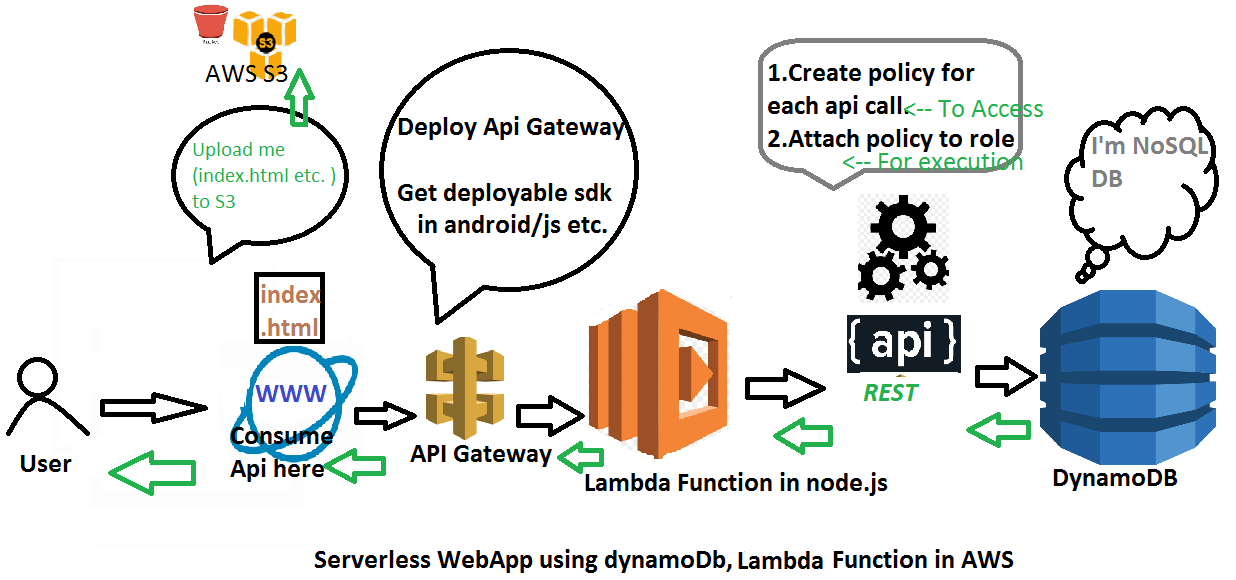 Bucket
S3
AWS S3
Upload me
(index.html etc. )
to S3
Deploy Api Gateway
Get deployable sdk
in android/js etc.
1.Create policy for
each api call.<-- To Access
2.Attach policy to role
<-- For execution
I'm NoSQL
DB
index
.html
WWW
Consume
Api here
User
API Gateway
Lambda Function in node.js
{api}
REST
DynamoDB
Serverless WebApp using dynamoDb, Lambda Function in AWS